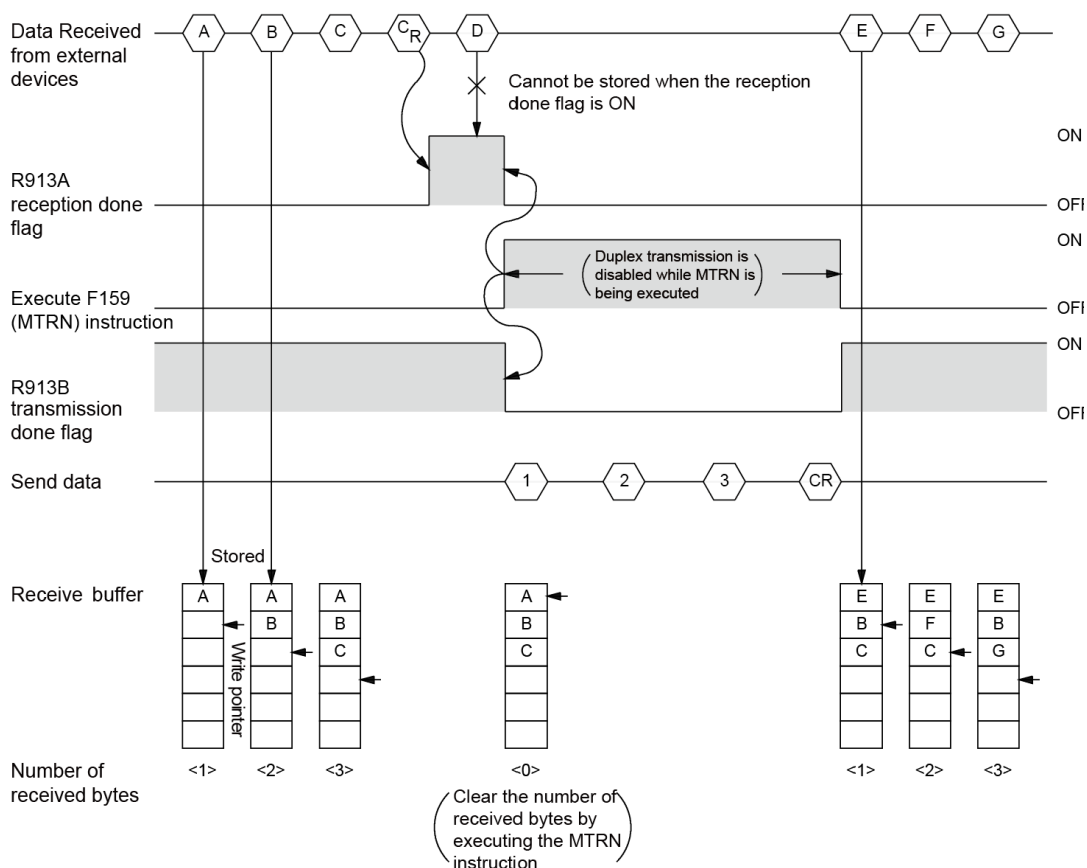 Data Received
from external
devices
A B C CR D E F G
Cannot be stored when the reception
done flag is ON
ON
R913A
reception done
flag
OFF
ON
(Duplex transmission is
disabled while MTRN is
being executed)
Execute F159
(MTRN) instruction
OFF
ON
R913B
transmission
done flag
OFF
Send data
1 2 3 CR
Stored
Receive buffer
A A A A E E E
B B B B F B
C C C C G
Write pointer
Number of
received bytes
<1> <2> <3> <0> <1> <2> <3>
(Clear the number of
received bytes by
executing the MTRN
instruction